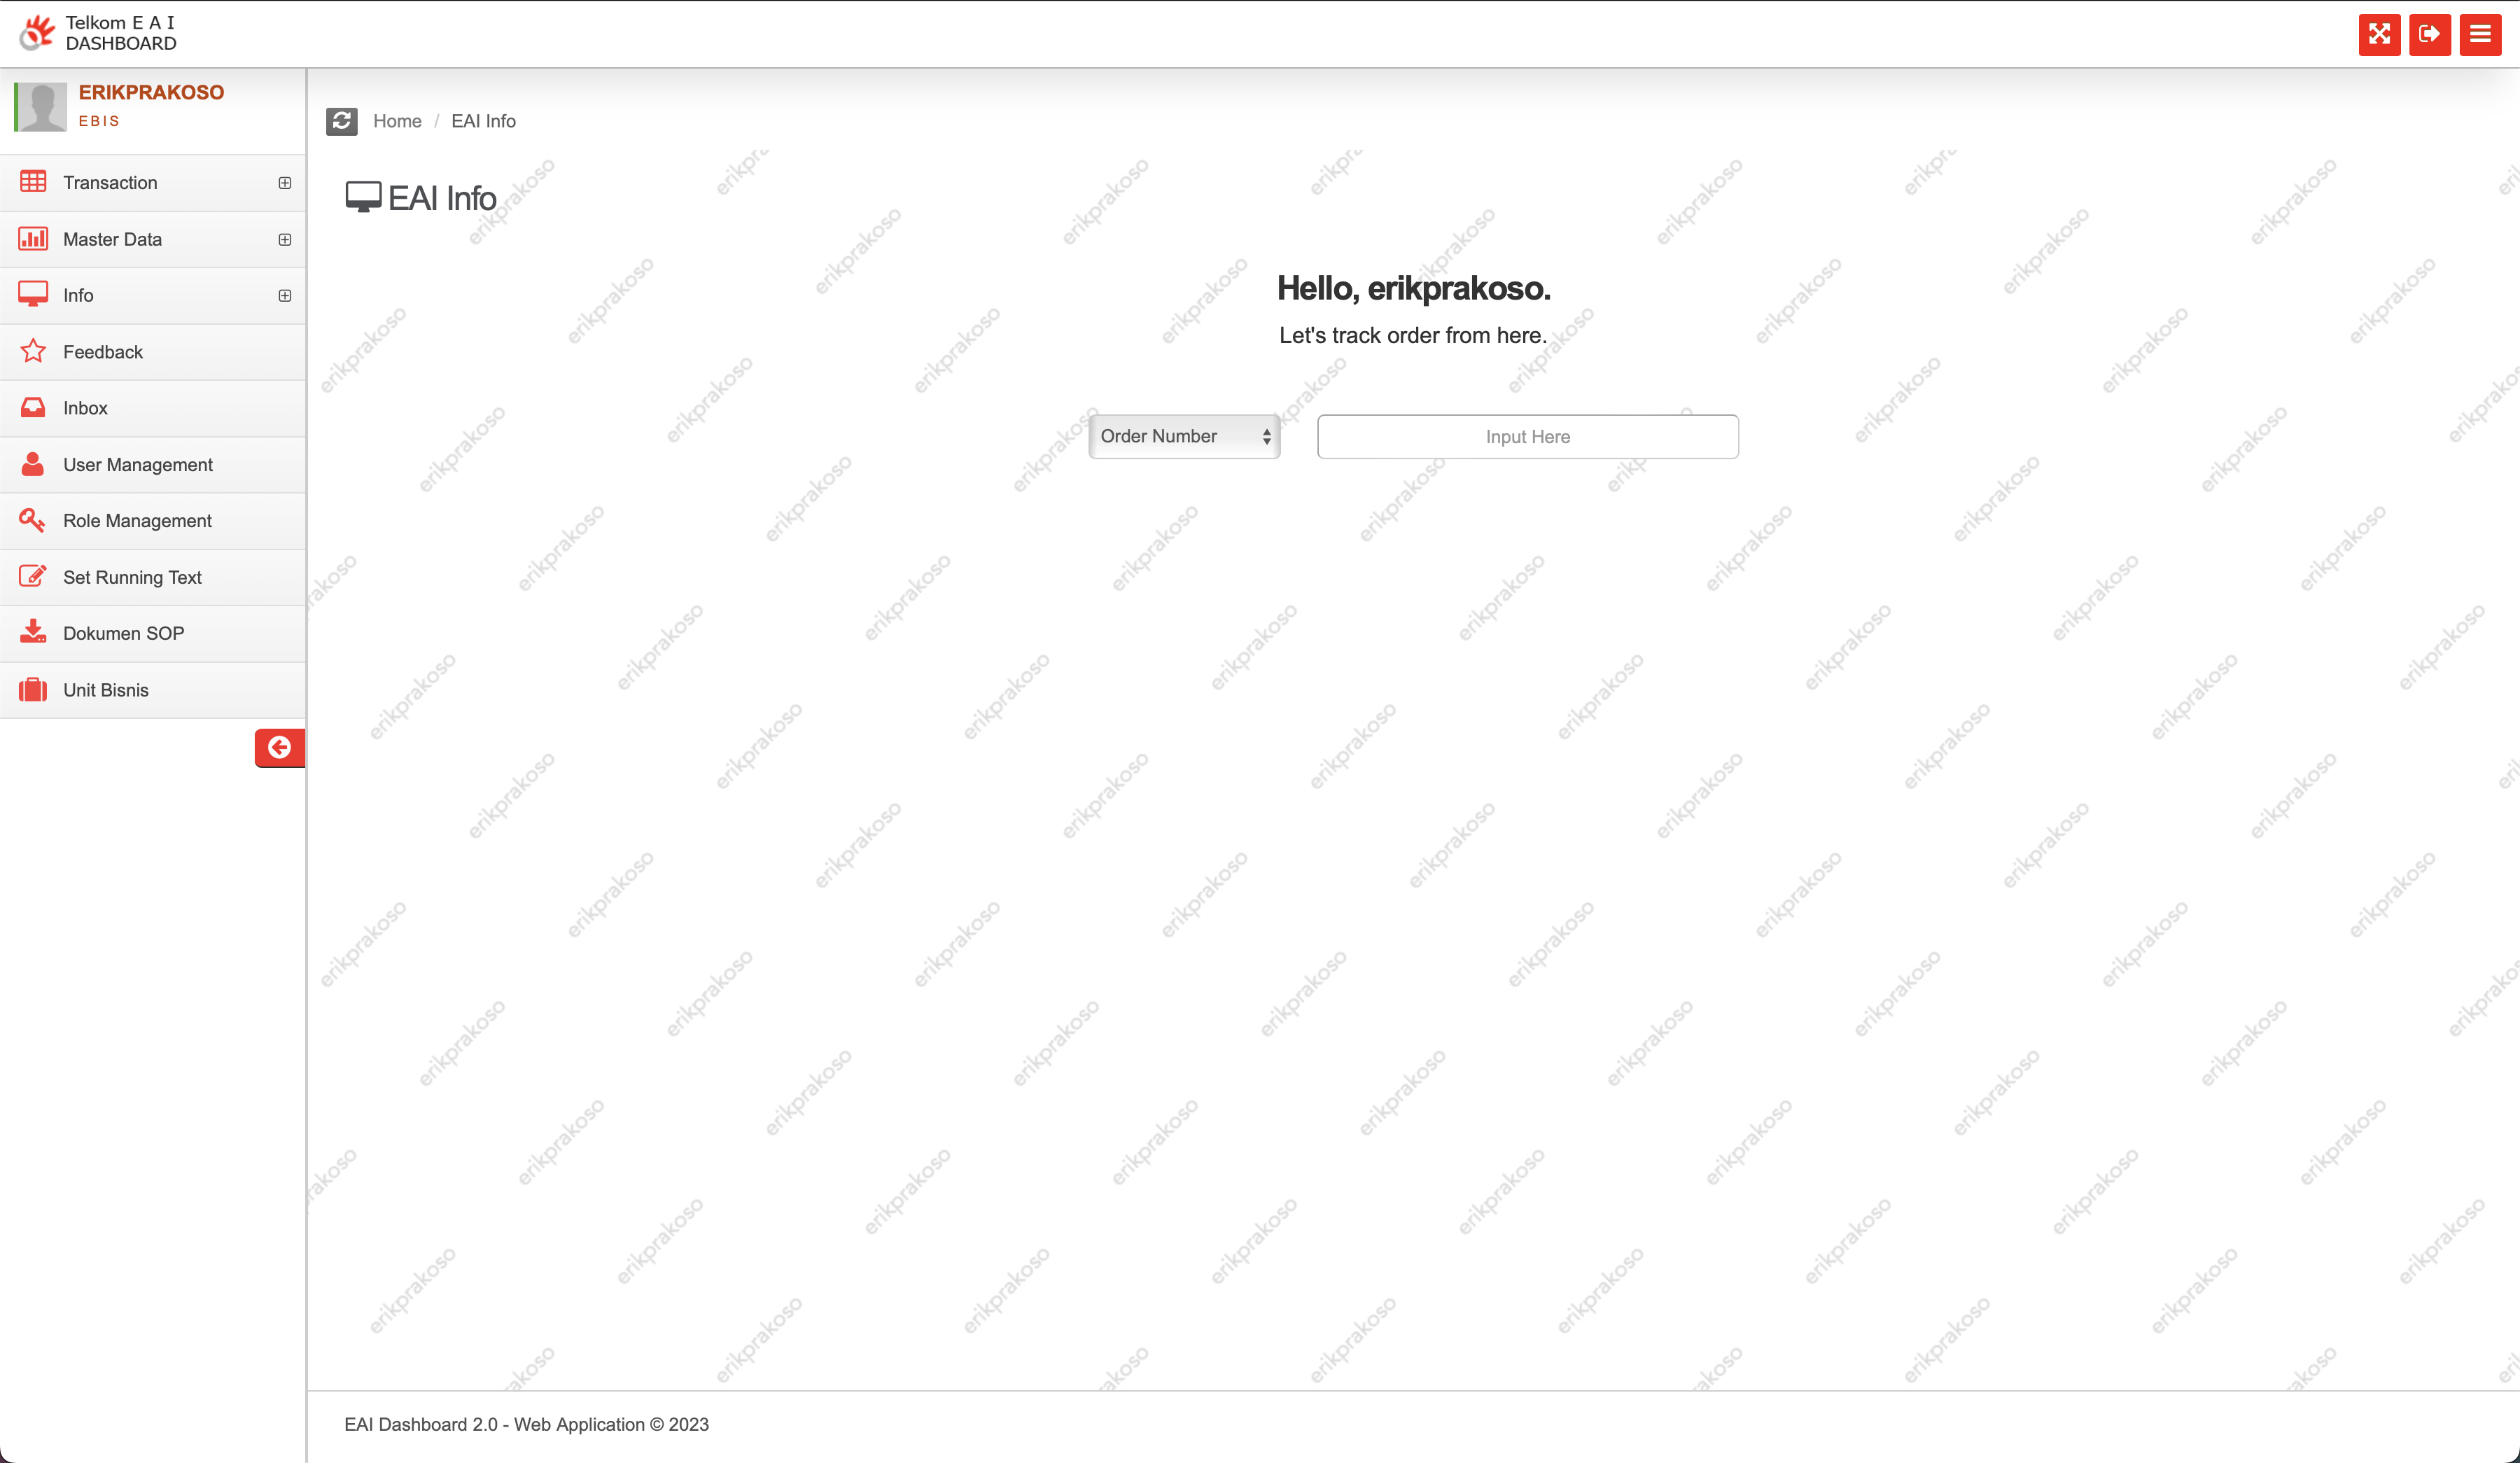 Telkom E A I
DASHBOARD
ERIKPRAKOSO
EBIS
Transaction
Master Data
Info
Feedback
Inbox
User Management
Role Management
Set Running Text
Dokumen SOP
Unit Bisnis
Home / EAI Info
EAI Info
Hello, erikprakoso.
Let's track order from here.
Order Number
Input Here
erikprakoso
EAI Dashboard 2.0 - Web Application © 2023